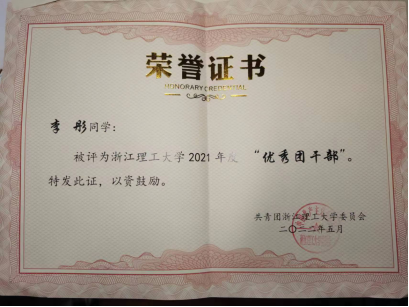 荣誉证书
HONORARY CREDENTIAL
李 彤同学：
被评为浙江理工大学2021年度 “优秀团干部”。
特发此证，以资鼓励。
共青团浙江理工大学委员会
二〇二二年五月